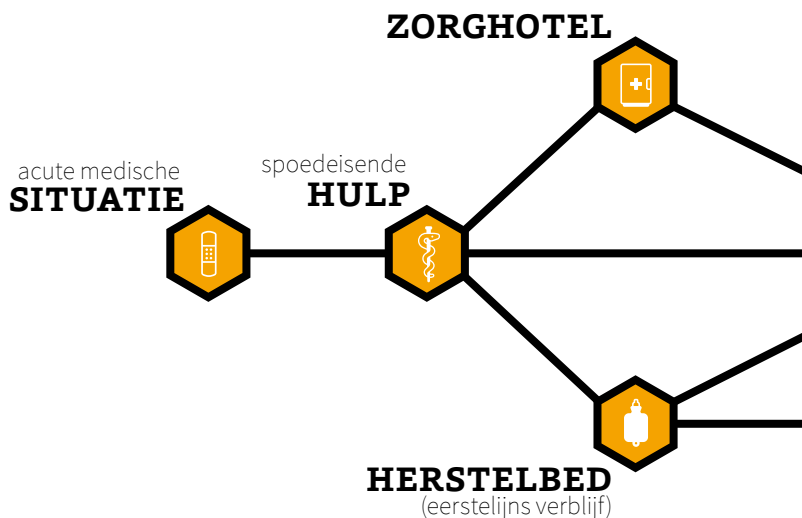 ZORGHOTEL
acute medische
SITUATIE
spoedeisende
HULP
HERSTELBED
(eerstelijns verblijf)